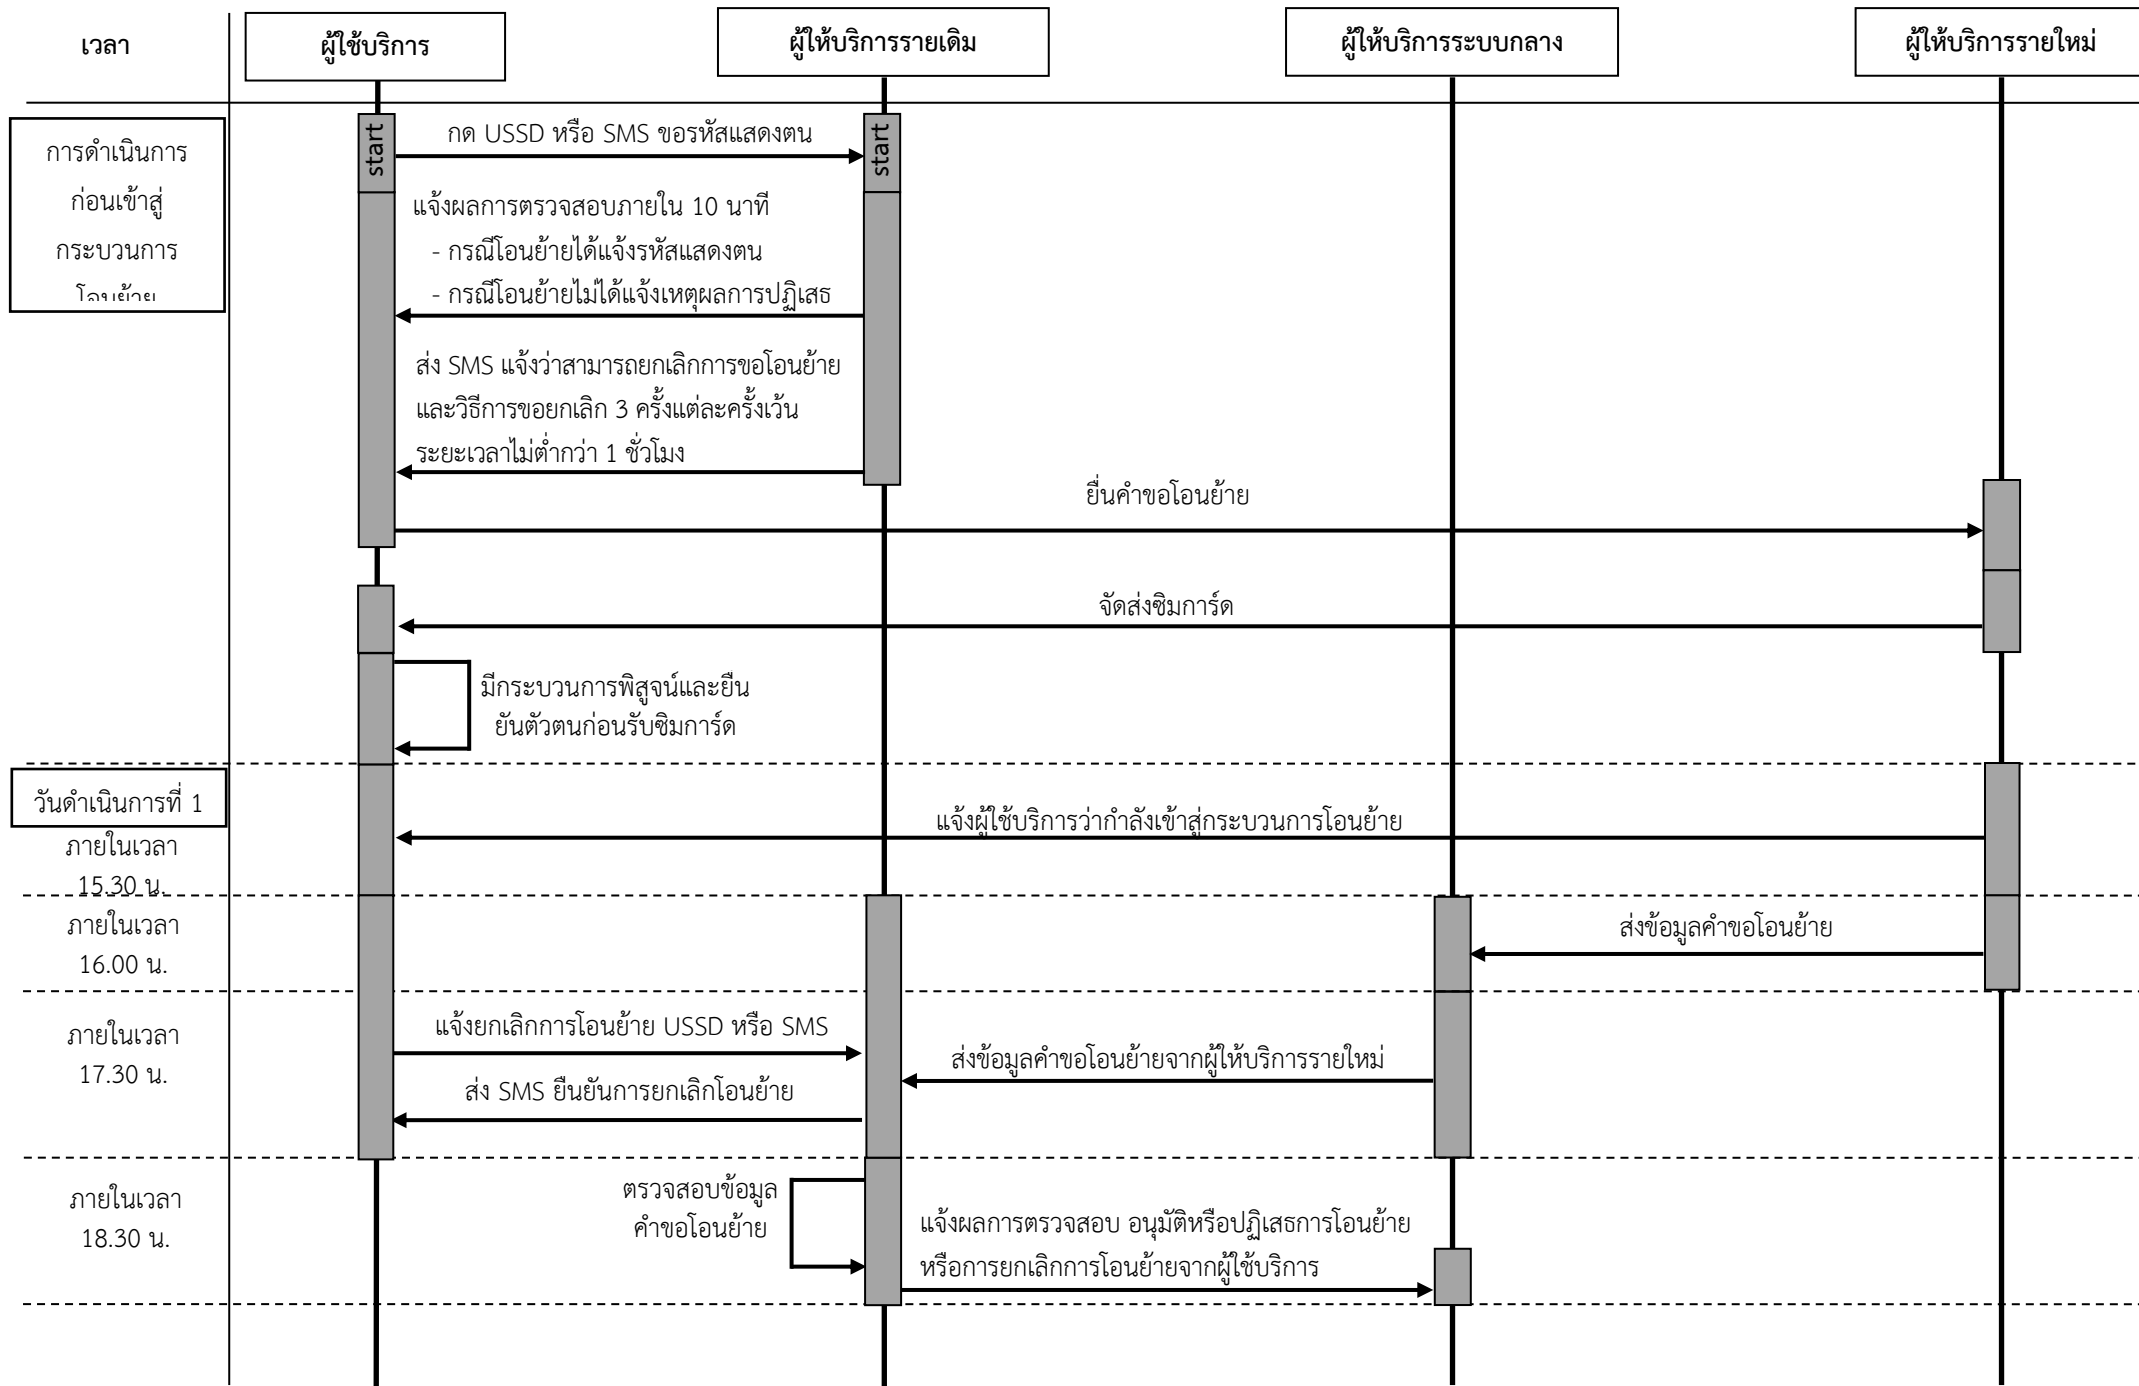 เวลา
ผู้ใช้บริการ
ผู้ให้บริการรายเดิม
ผู้ให้บริการระบบกลาง
ผู้ให้บริการรายใหม่
การดำเนินการ
ก่อนเข้าสู่
กระบวนการ
โอนย้าย
start
กด USSD หรือ SMS ขอรหัสแสดงตน
start
แจ้งผลการตรวจสอบภายใน 10 นาที
- กรณีโอนย้ายได้แจ้งรหัสแสดงตน
- กรณีโอนย้ายไม่ได้แจ้งเหตุผลการปฏิเสธ
ส่ง SMS แจ้งว่าสามารถยกเลิกการขอโอนย้าย
และวิธีการขอยกเลิก 3 ครั้งแต่ละครั้งเว้น
ระยะเวลาไม่ต่ำกว่า 1 ชั่วโมง
ยื่นคำขอโอนย้าย
จัดส่งซิมการ์ด
มีกระบวนการพิสูจน์และยืน
ยันตัวตนก่อนรับซิมการ์ด
วันดำเนินการที่ 1
แจ้งผู้ใช้บริการว่ากำลังเข้าสู่กระบวนการโอนย้าย
ภายในเวลา
15.30 น.
ภายในเวลา
16.00 น.
ส่งข้อมูลคำขอโอนย้าย
ภายในเวลา
17.30 น.
แจ้งยกเลิกการโอนย้าย USSD หรือ SMS
ส่งข้อมูลคำขอโอนย้ายจากผู้ให้บริการรายใหม่
ส่ง SMS ยืนยันการยกเลิกโอนย้าย
ภายในเวลา
18.30 น.
ตรวจสอบข้อมูล
คำขอโอนย้าย
แจ้งผลการตรวจสอบ อนุมัติหรือปฏิเสธการโอนย้าย
หรือการยกเลิกการโอนย้ายจากผู้ใช้บริการ